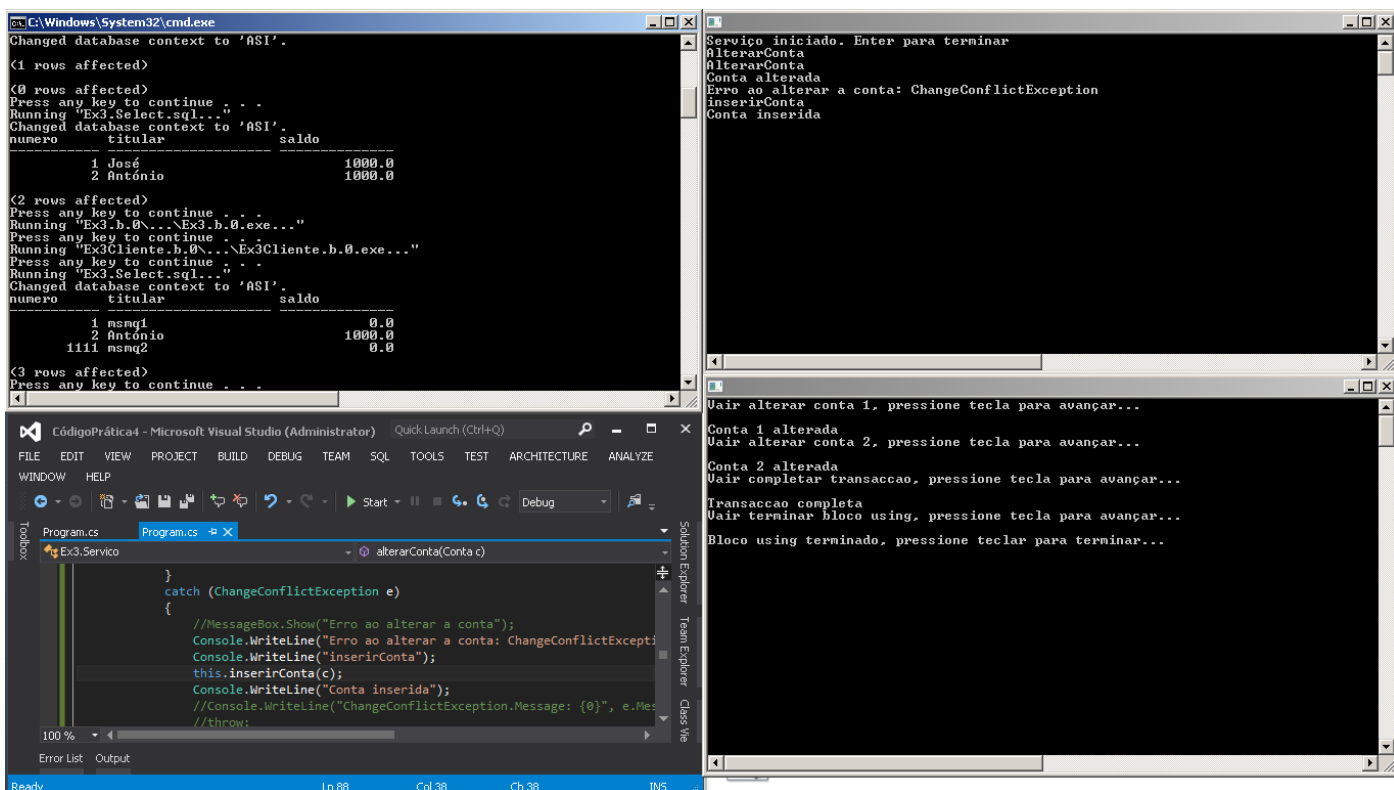 C:\Windows\System32\cmd.exe
Changed database context to 'ASI'.
(1 rows affected)
(0 rows affected)
Press any key to continue . . .
Running "Ex3.Select.sql..."
Changed database context to 'ASI'.
numero titular saldo
----------- -------------------- --------------
1 José 1000.0
2 António 1000.0
(2 rows affected)
Press any key to continue . . .
Running "Ex3.b.0\...\Ex3.b.0.exe..."
Press any key to continue . . .
Running "Ex3Cliente.b.0\...\Ex3Cliente.b.0.exe..."
Press any key to continue . . .
Running "Ex3.Select.sql..."
Changed database context to 'ASI'.
numero titular saldo
----------- -------------------- --------------
1 msmq1 0.0
2 António 1000.0
1111 msmq2 0.0
(3 rows affected)
Press any key to continue . . .
Serviço iniciado. Enter para terminar
AlterarConta
AlterarConta
Conta alterada
Erro ao alterar a conta: ChangeConflictException
inserirConta
Conta inserida
Vair alterar conta 1, pressione tecla para avançar...
Conta 1 alterada
Vair alterar conta 2, pressione tecla para avançar...
Conta 2 alterada
Vair completar transaccao, pressione tecla para avançar...
Transaccao completa
Vair terminar bloco using, pressione tecla para avançar...
Bloco using terminado, pressione teclar para terminar...
CódigoPrática4 - Microsoft Visual Studio (Administrator) Quick Launch (Ctrl+Q)
FILE EDIT VIEW PROJECT BUILD DEBUG TEAM SQL TOOLS TEST ARCHITECTURE ANALYZE
WINDOW HELP
Start Debug
Toolbox
Program.cs Program.cs
Ex3.Servico alterarConta(Conta c)
}
catch (ChangeConflictException e)
{
//MessageBox.Show("Erro ao alterar a conta");
Console.WriteLine("Erro ao alterar a conta: ChangeConflictExcepti
Console.WriteLine("inserirConta");
this.inserirConta(c);
Console.WriteLine("Conta inserida");
//Console.WriteLine("ChangeConflictException.Message: {0}", e.Mes
//throw;
100 %
Solution Explorer
Team Explorer
Class Vie
Error List Output
Ready Ln 88 Col 38 Ch 38 INS